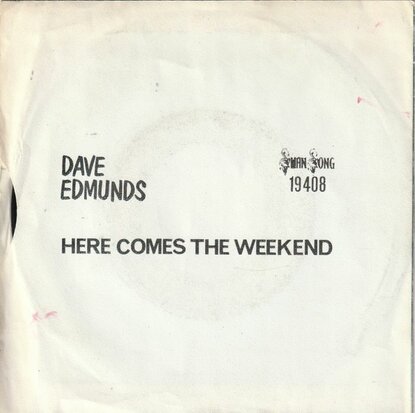 DAVE
EDMUNDS
SWAN SONG
19408
HERE COMES THE WEEKEND